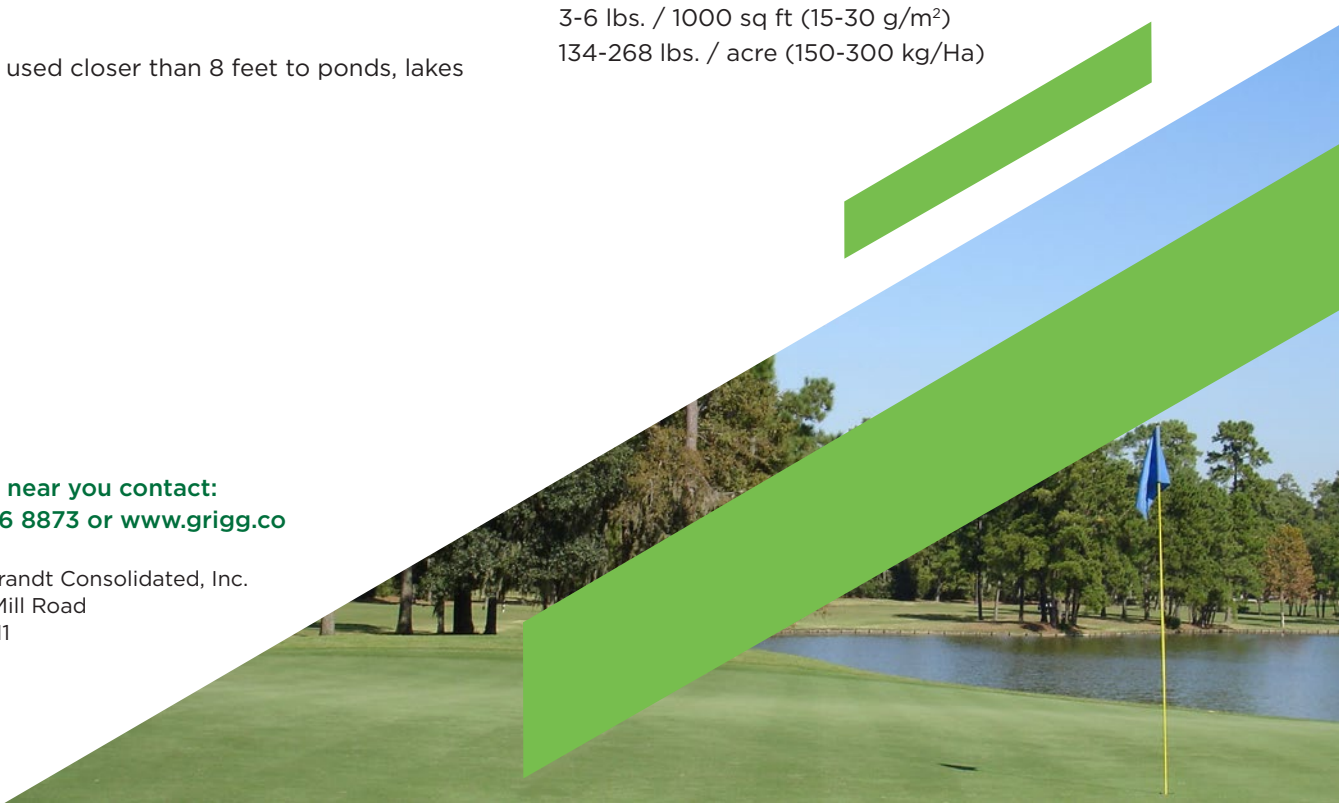 3-6 lbs. / 1000 sq ft (15-30 g/m²)
134-268 lbs. / acre (150-300 kg/Ha)
used closer than 8 feet to ponds, lakes
near you contact:
6 8873 or www.grigg.co
randt Consolidated, Inc.
Mill Road
11